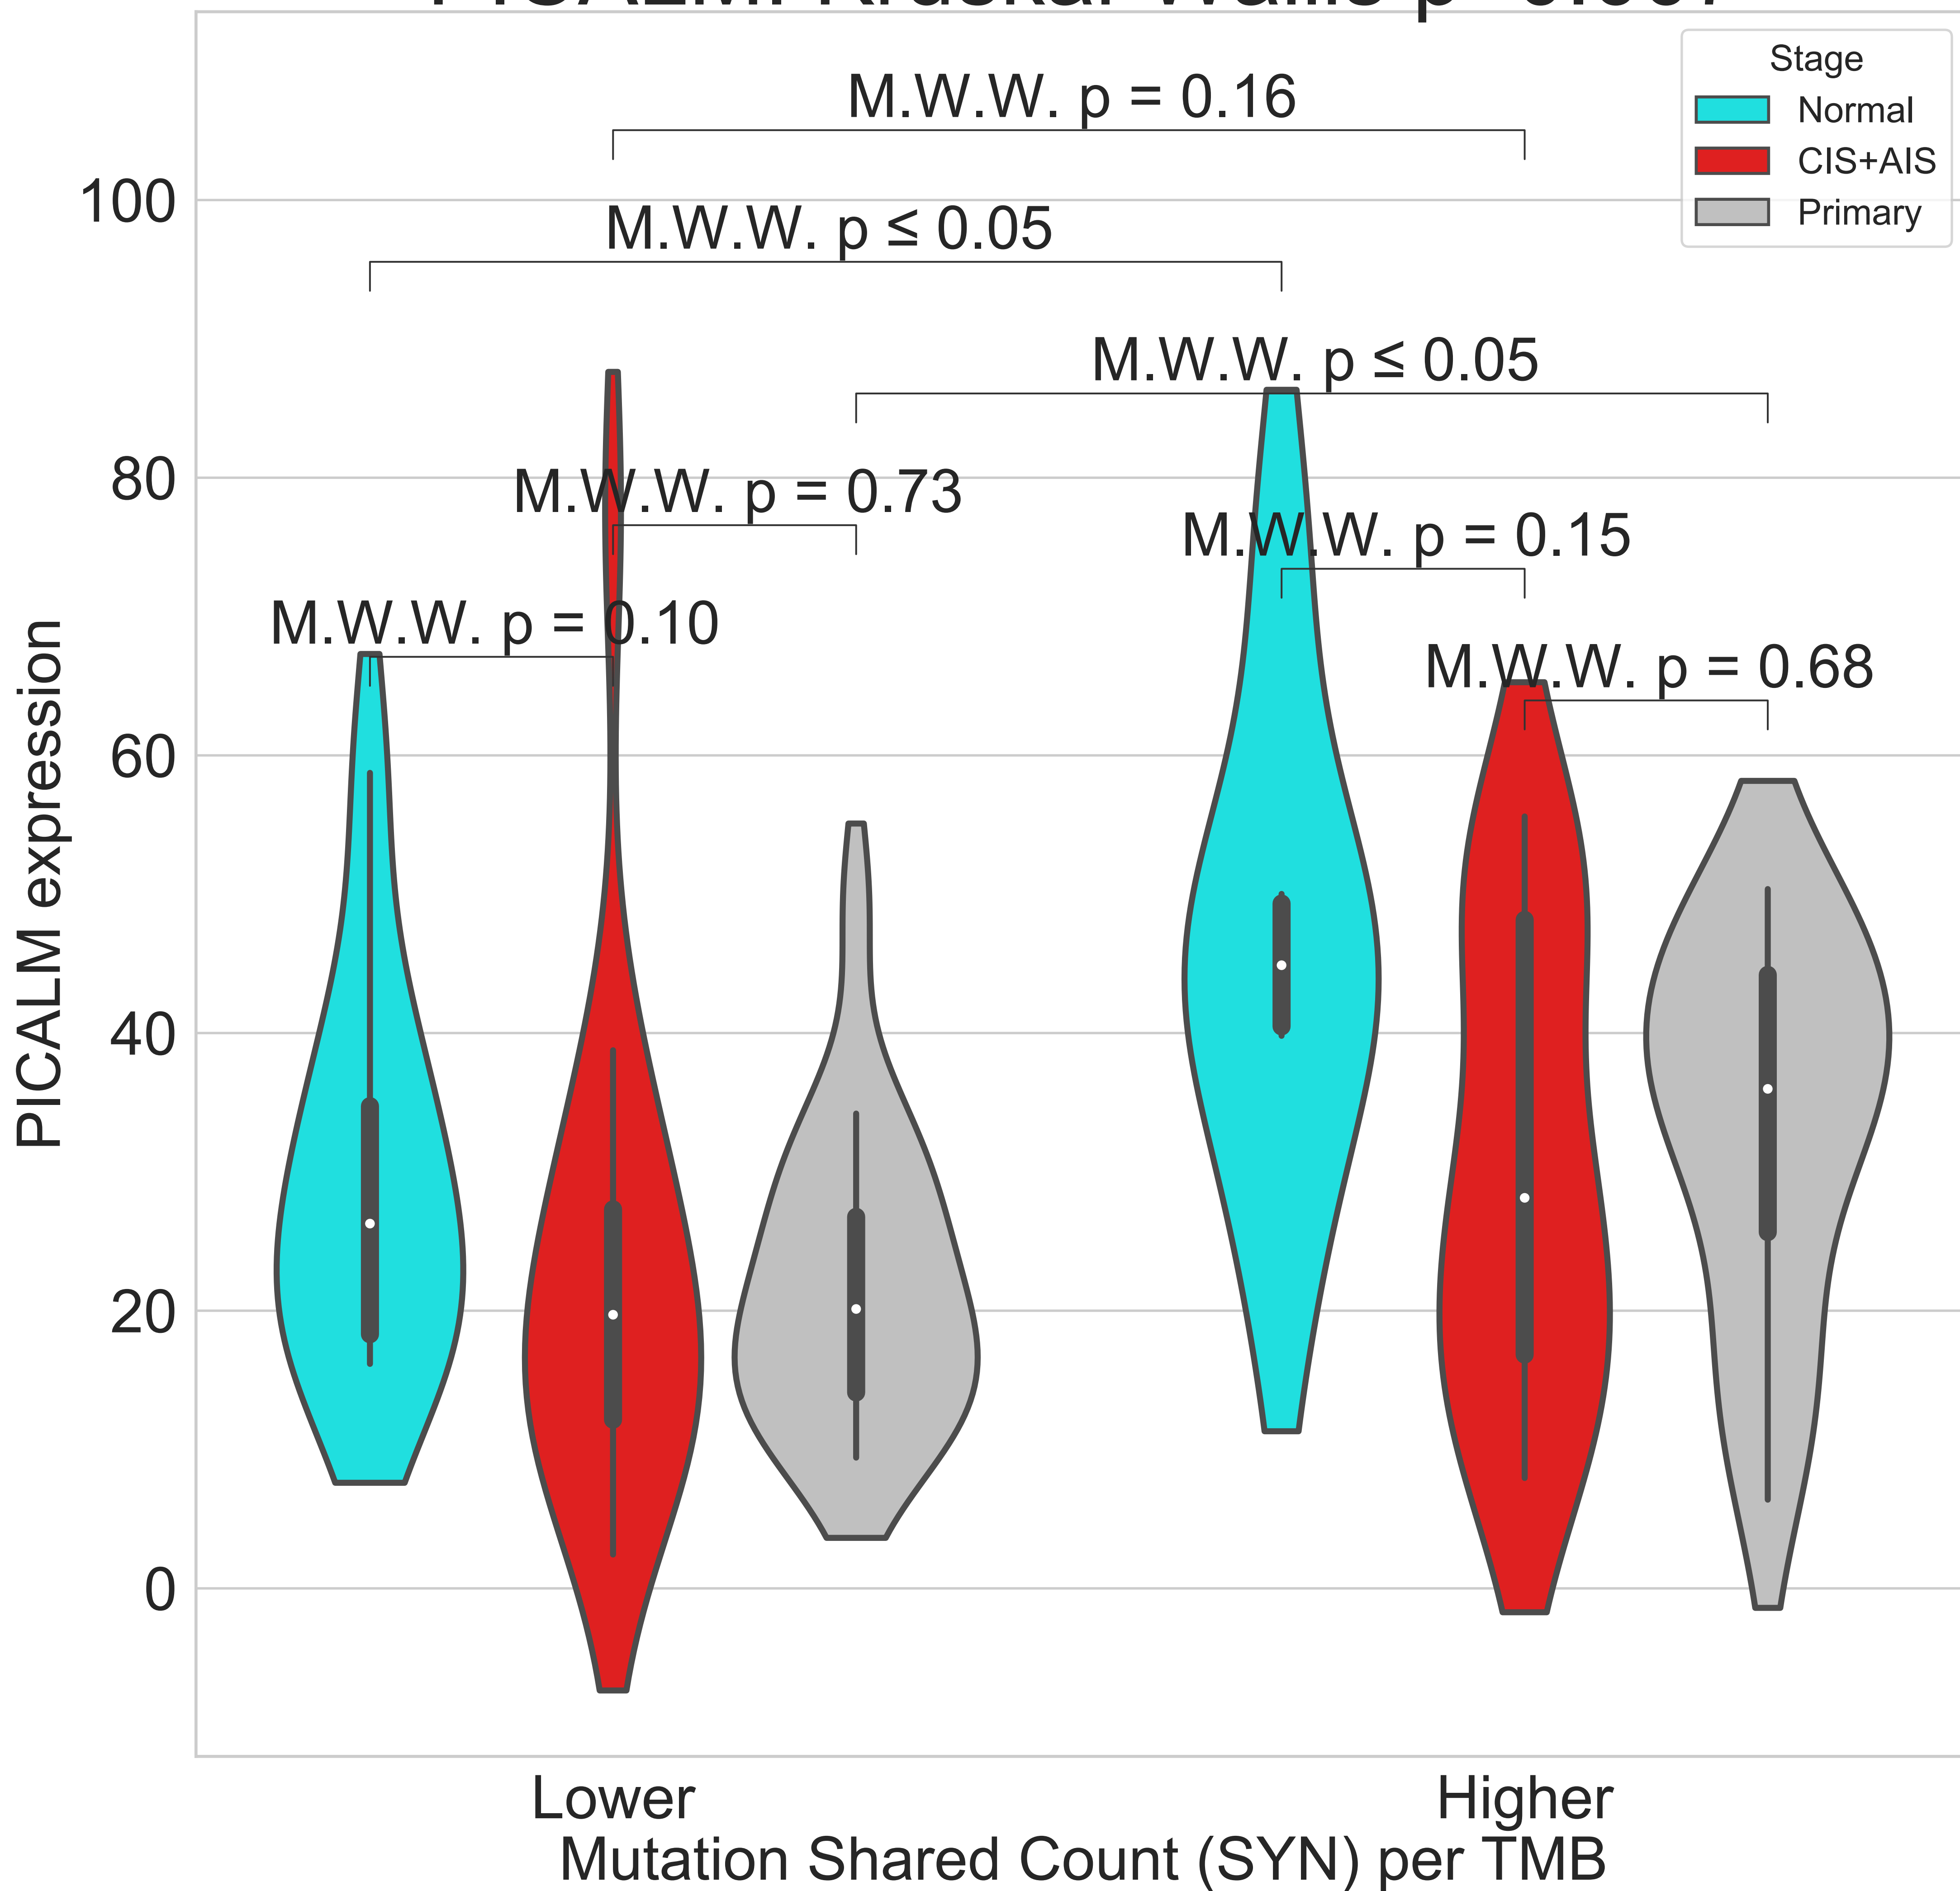 Stage
Normal
CIS+AIS
Primary
M.W.W. p = 0.16
M.W.W. p ≤ 0.05
M.W.W. p ≤ 0.05
M.W.W. p = 0.73
M.W.W. p = 0.15
M.W.W. p = 0.10
M.W.W. p = 0.68
100
80
60
40
20
0
PICALM expression
Lower
Higher
Mutation Shared Count (SYN) per TMB